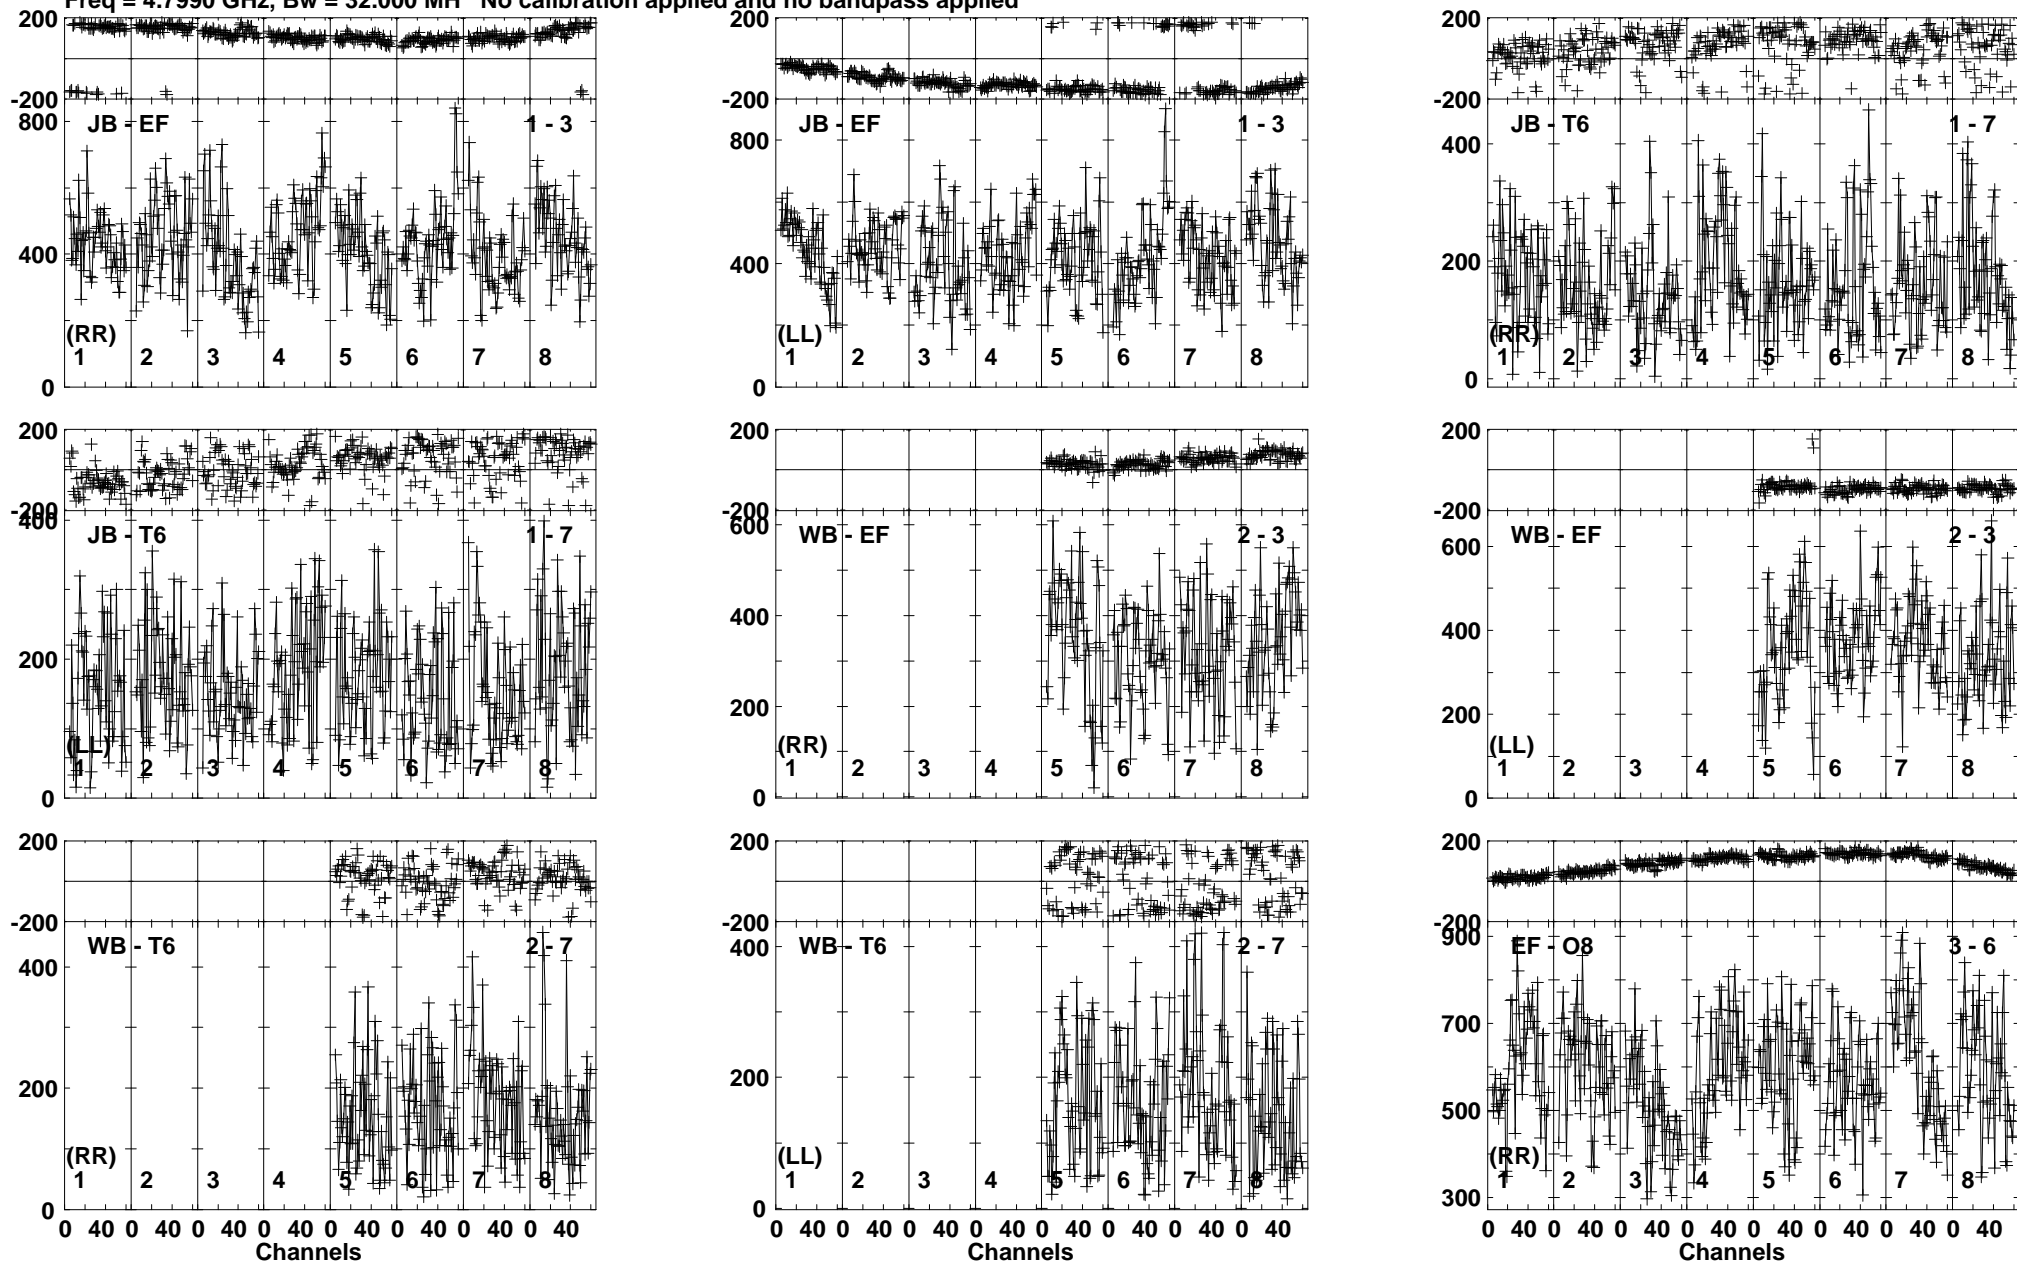 Freq = 4.7990 GHz, Bw = 32.000 MH No calibration applied and no bandpass applied
200 200 200
-200 -200 -200
JB - EF 1 - 3 JB - EF 1 - 3 JB - T6 1 - 7
800 800 400
400 400 200
(RR) (LL) (RR)
1 2 3 4 5 6 7 8 1 2 3 4 5 6 7 8 1 2 3 4 5 6 7 8
0 0 0
200 200 200
-200 -200 -200
400 600 600
JB - T6 1 - 7 WB - EF 2 - 3 WB - EF 2 - 3
200 400 400
200 200
(LL) (RR) (LL)
1 2 3 4 5 6 7 8 1 2 3 4 5 6 7 8 1 2 3 4 5 6 7 8
0 0 0
200 200 200
-200 -200 -200
WB - T6 2 - 7 WB - T6 2 - 7 EF - O8 3 - 6
400 400 900
200 200 700
500
(RR) (LL) (RR)
1 2 3 4 5 6 7 8 1 2 3 4 5 6 7 8 1 2 3 4 5 6 7 8
0 0 300
0 40 0 40 0 40 0 40 0 40 0 40 0 40 0 40 0 40 0 40 0 40 0 40 0 40 0 40 0 40 0 40 0 40 0 40 0 40 0 40 0 40 0 40 0 40 0 40
Channels Channels Channels